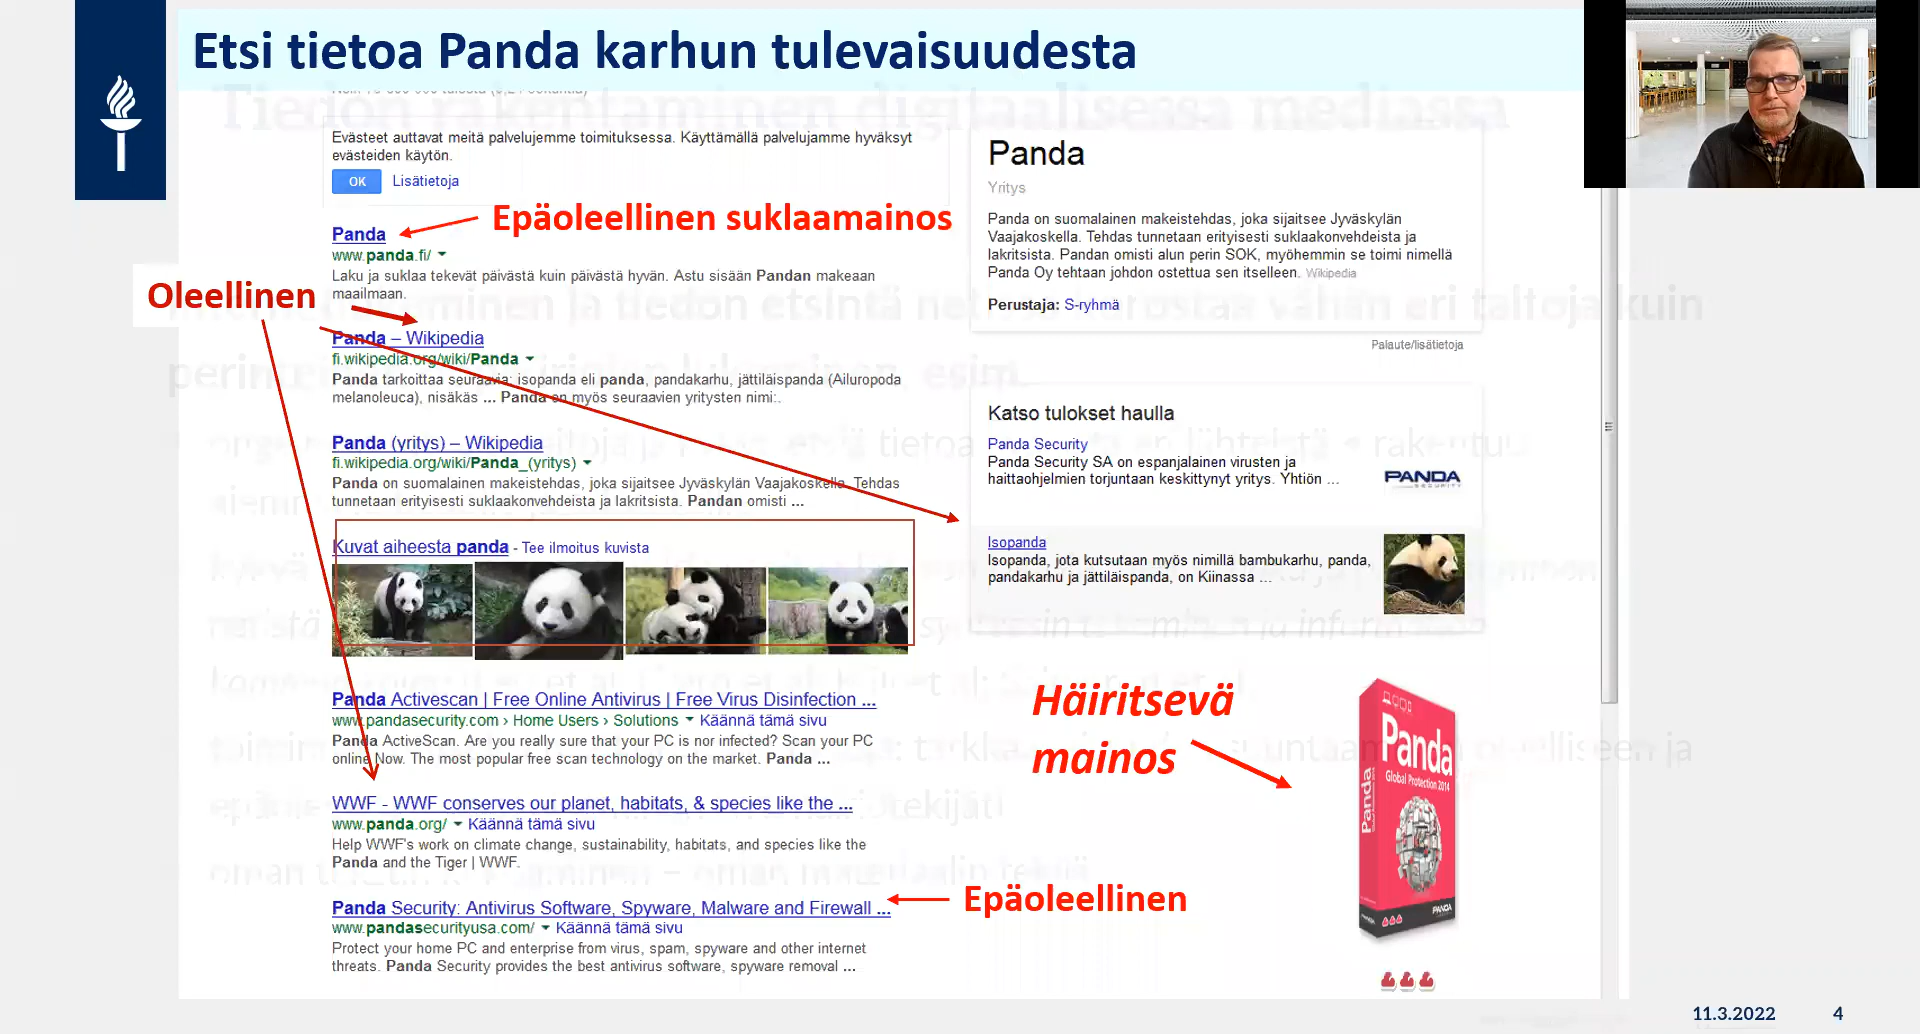 Etsi tietoa Panda karhun tulevaisuudesta
Evästeet auttavat meitä palvelujemme toimituksessa. Käyttämällä palvelujamme hyväksyt
evästeiden käytön.
OK Lisätietoja
Epäoleellinen suklaamainos
Panda
www.panda.fi/
Laku ja suklaa tekevät päivästä kuin päivästä hyvän. Astu sisään Pandan makeaan
maailmaan.
Oleellinen
Panda – Wikipedia
fi.wikipedia.org/wiki/Panda
Panda tarkoittaa seuraavia: isopanda eli panda, pandakarhu, jättiläispanda (Ailuropoda
melanoleuca), nisäkäs ... Panda on myös seuraavien yritysten nimi:.
Panda (yritys) – Wikipedia
fi.wikipedia.org/wiki/Panda_(yritys)
Panda on suomalainen makeistehdas, joka sijaitsee Jyväskylän Vaajakoskella. Tehdas
tunnetaan erityisesti suklaakonvehdeista ja lakritsista. Pandan omisti ...
Kuvat aiheesta panda - Tee ilmoitus kuvista
Panda Activescan | Free Online Antivirus | Free Virus Disinfection ...
www.pandasecurity.com › Home Users › Solutions Käännä tämä sivu
Panda ActiveScan. Are you really sure that your PC is nor infected? Scan your PC
online Now. The most popular free scan technology on the market. Panda ...
WWF - WWF conserves our planet, habitats, & species like the ...
www.panda.org/ Käännä tämä sivu
Help WWF's work on climate change, sustainability, habitats, and species like the
Panda and the Tiger | WWF.
Panda Security: Antivirus Software, Spyware, Malware and Firewall ...
www.pandasecurityusa.com/ Käännä tämä sivu
Protect your home PC and enterprise from virus, spam, spyware and other internet
threats. Panda Security provides the best antivirus software, spyware removal ...
Epäoleellinen
Panda
Yritys
Panda on suomalainen makeistehdas, joka sijaitsee Jyväskylän
Vaajakoskella. Tehdas tunnetaan erityisesti suklaakonvehdeista ja
lakritsista. Pandan omisti alun perin SOK, myöhemmin se toimi nimellä
Panda Oy tehtaan johdon ostettua sen itselleen. Wikipedia
Perustaja: S-ryhmä
Palaute/lisätietoja
Katso tulokset haulla
Panda Security
Panda Security SA on espanjalainen virusten ja
haittaohjelmien torjuntaan keskittynyt yritys. Yhtiön ...
PANDA
SECURITY
Isopanda
Isopanda, jota kutsutaan myös nimillä bambukarhu, panda,
pandakarhu ja jättiläispanda, on Kiinassa ...
Häiritsevä
mainos
Panda
Global Protection 2014
Panda
PANDA
11.3.2022 4